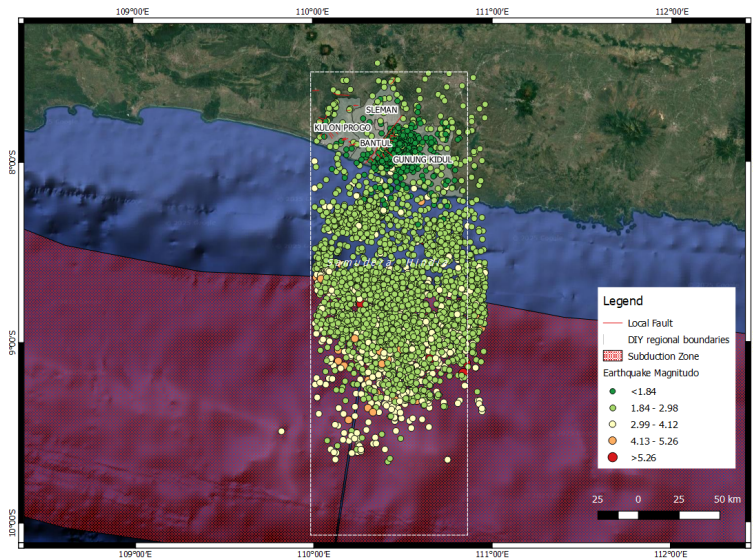 109°00'E 110°00'E 111°00'E 112°00'E
8°00'S
9°00'S
10°00'S
SLEMAN
KULON PROGO
BANTUL
GUNUNG KIDUL
Legend
Local Fault
DIY regional boundaries
Subduction Zone
Earthquake Magnitudo
<1.84
1.84 - 2.98
2.99 - 4.12
4.13 - 5.26
>5.26
25 0 25 50 km
109°00'E 110°00'E 111°00'E 112°00'E